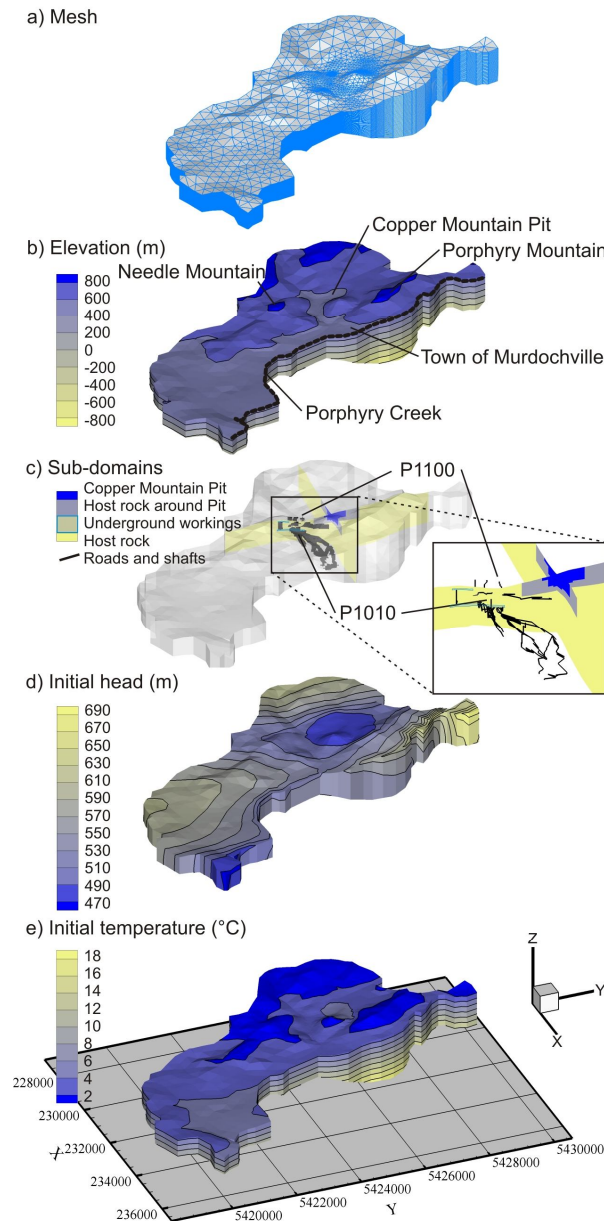 a) Mesh
b) Elevation (m)
Copper Mountain Pit
Porphyry Mountain
Needle Mountain
800
600
400
200
0
-200
-400
-600
-800
Town of Murdochville
Porphyry Creek
c) Sub-domains
P1100
Copper Mountain Pit
Host rock around Pit
Underground workings
Host rock
Roads and shafts
P1010
d) Initial head (m)
690
670
650
630
610
590
570
550
530
510
490
470
e) Initial temperature (°C)
18
16
14
12
10
8
6
4
2
Z
Y
X
228000
230000
232000
234000
236000
X
5420000
5422000
5424000
5426000
5428000
5430000
Y